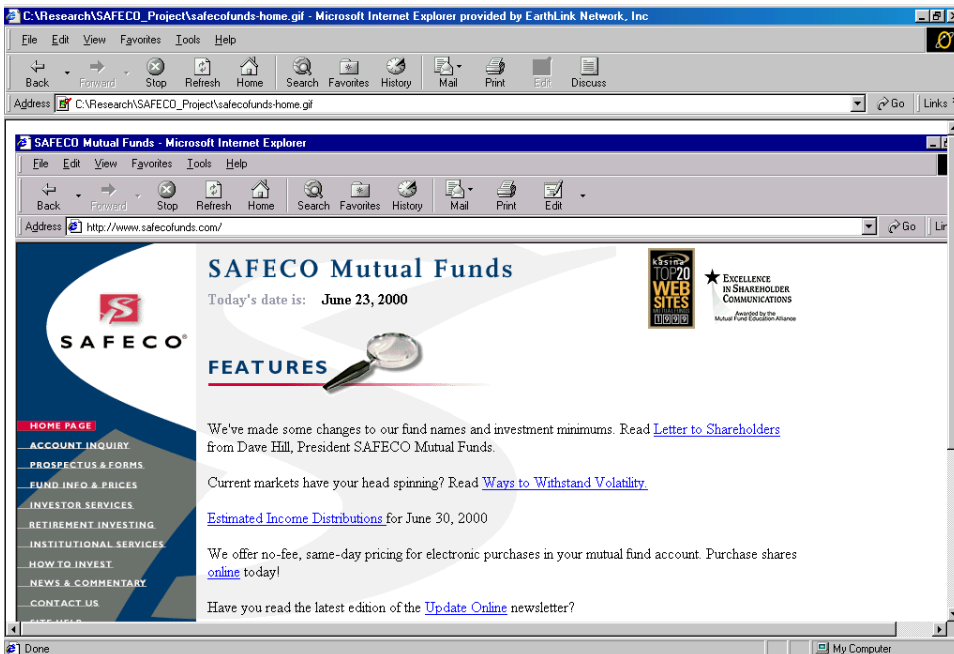 C:\Research\SAFECO_Project\safecofunds-home.gif - Microsoft Internet Explorer provided by EarthLink Network, Inc
File Edit View Favorites Tools Help
Back Forward Stop Refresh Home Search Favorites History Mail Print Edit Discuss
Address C:\Research\SAFECO_Project\safecofunds-home.gif Go Links
SAFECO Mutual Funds - Microsoft Internet Explorer
File Edit View Favorites Tools Help
Back Forward Stop Refresh Home Search Favorites History Mail Print Edit
Address http://www.safecofunds.com/ Go
SAFECO Mutual Funds
Today's date is: June 23, 2000
kasina
TOP20
WEB
SITES
MUTUAL FUNDS
1999
EXCELLENCE
IN SHAREHOLDER
COMMUNICATIONS
Awarded by the
Mutual Fund Education Alliance
S
SAFECO®
FEATURES
HOME PAGE
ACCOUNT INQUIRY
PROSPECTUS & FORMS
FUND INFO & PRICES
INVESTOR SERVICES
RETIREMENT INVESTING
INSTITUTIONAL SERVICES
HOW TO INVEST
NEWS & COMMENTARY
CONTACT US
SITE HELP
We've made some changes to our fund names and investment minimums. Read Letter to Shareholders
from Dave Hill, President SAFECO Mutual Funds.
Current markets have your head spinning? Read Ways to Withstand Volatility.
Estimated Income Distributions for June 30, 2000
We offer no-fee, same-day pricing for electronic purchases in your mutual fund account. Purchase shares
online today!
Have you read the latest edition of the Update Online newsletter?
Done My Computer